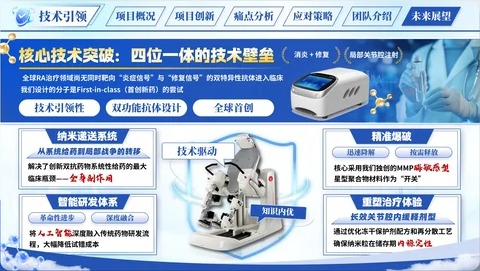 技术引领
项目概况
项目创新
痛点分析
应对策略
团队介绍
未来展望
核心技术突破：四位一体的技术壁垒
消炎 + 修复
局部关节腔注射
全球RA治疗领域尚无同时靶向“炎症信号”与“修复信号”的双特异性抗体进入临床
我们设计的分子是First-in-class（首创新药）的尝试
技术引领性
双功能抗体设计
全球首创
纳米递送系统
从系统给药到局部战争的转移
解决了创新双抗药物系统性给药的最大
临床瓶颈——全身副作用
技术驱动
知识内优
精准爆破
迅速降解
按需释放
核心采用我们独创的MMP酶敏感型
星型聚合物材料作为“开关”
智能研发体系
革命性进步
深度融合
将人工智能深度融入传统药物研发
流程，大幅降低试错成本
重塑治疗体验
长效关节腔内缓释剂型
通过优化冻干保护剂配方和再分散工艺
确保纳米粒在储存期内稳定性